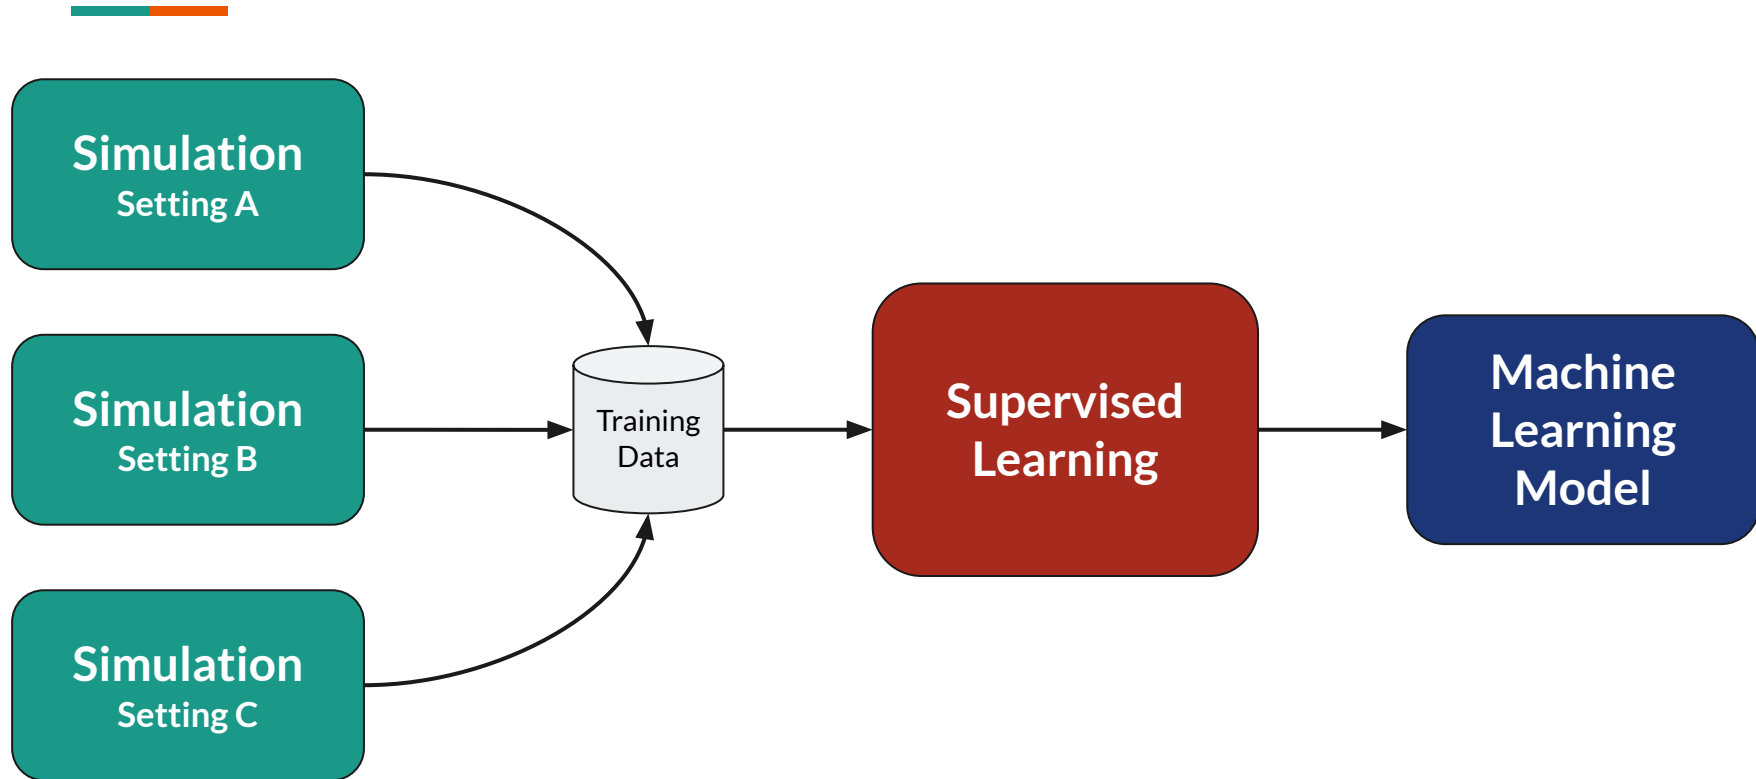 Simulation
Setting A
Simulation
Setting B
Simulation
Setting C
Training
Data
Supervised
Learning
Machine
Learning
Model